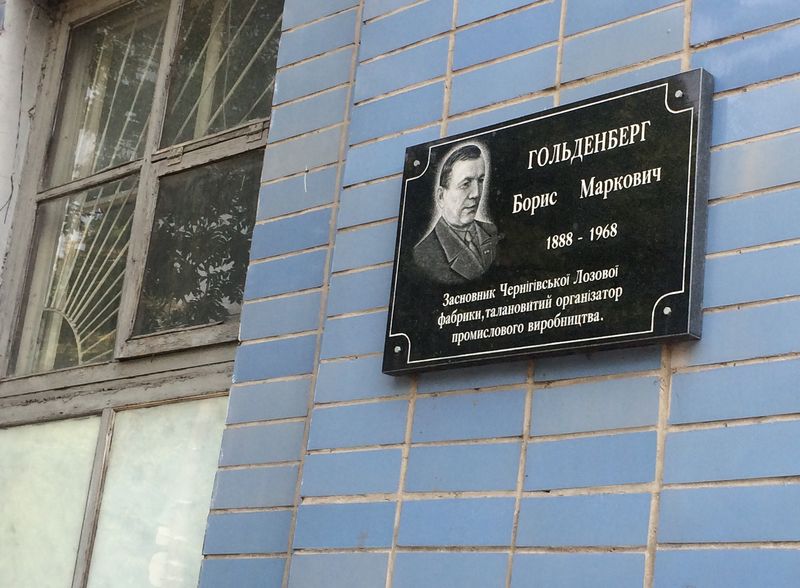 ГОЛЬДЕНБЕРГ
Борис Маркович
1888 - 1968
Засновник Чернігівської Лозової
фабрики, талановитий організатор
промислового виробництва.